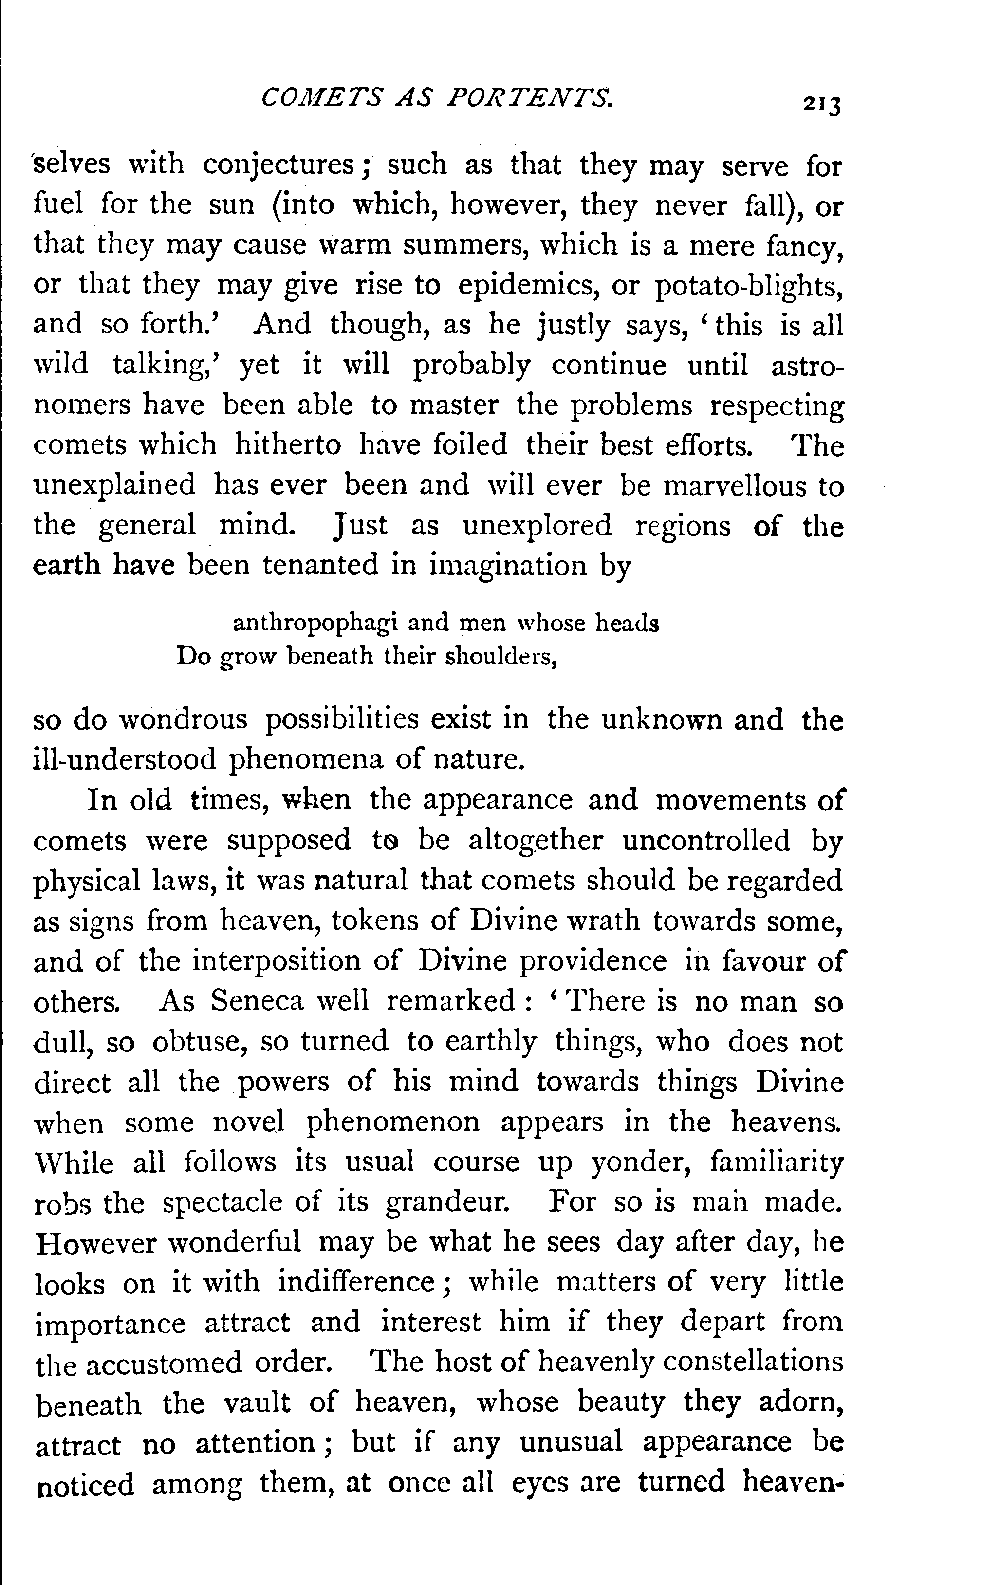 COMETS AS PORTENTS. 213
selves with conjectures; such as that they may serve for
fuel for the sun (into which, however, they never fall), or
that they may cause warm summers, which is a mere fancy,
or that they may give rise to epidemics, or potato-blights,
and so forth.’ And though, as he justly says, ‘this is all
wild talking,’ yet it will probably continue until astro-
nomers have been able to master the problems respecting
comets which hitherto have foiled their best efforts. The
unexplained has ever been and will ever be marvellous to
the general mind. Just as unexplored regions of the
earth have been tenanted in imagination by
anthropophagi and men whose heads
Do grow beneath their shoulders,
so do wondrous possibilities exist in the unknown and the
ill-understood phenomena of nature.
In old times, when the appearance and movements of
comets were supposed to be altogether uncontrolled by
physical laws, it was natural that comets should be regarded
as signs from heaven, tokens of Divine wrath towards some,
and of the interposition of Divine providence in favour of
others. As Seneca well remarked: ‘There is no man so
dull, so obtuse, so turned to earthly things, who does not
direct all the powers of his mind towards things Divine
when some novel phenomenon appears in the heavens.
While all follows its usual course up yonder, familiarity
robs the spectacle of its grandeur. For so is man made.
However wonderful may be what he sees day after day, he
looks on it with indifference; while matters of very little
importance attract and interest him if they depart from
the accustomed order. The host of heavenly constellations
beneath the vault of heaven, whose beauty they adorn,
attract no attention; but if any unusual appearance be
noticed among them, at once all eyes are turned heaven-